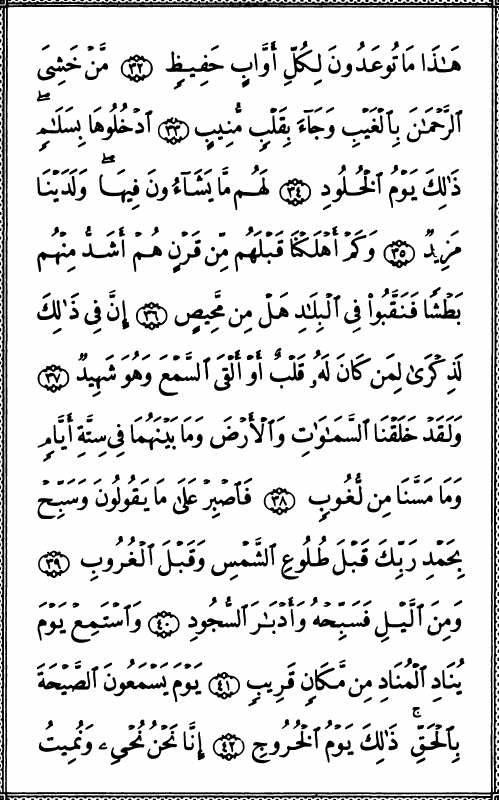 هَـٰذَا مَا تُوعَدُونَ لِكُلِّ أَوَّابٍ حَفِيظٍ ٣٢ مَّنْ خَشِىَ
ٱلرَّحْمَـٰنَ بِٱلْغَيْبِ وَجَآءَ بِقَلْبٍ مُّنِيبٍ ٣٣ ٱدْخُلُوهَا بِسَلَـٰمٍ ۖ
ذَٰلِكَ يَوْمُ ٱلْخُلُودِ ٣٤ لَهُم مَّا يَشَآءُونَ فِيهَا ۖ وَلَدَيْنَا
مَزِيدٌ ٣٥ وَكَمْ أَهْلَكْنَا قَبْلَهُم مِّن قَرْنٍ هُمْ أَشَدُّ مِنْهُم
بَطْشًا فَنَقَّبُوا۟ فِى ٱلْبِلَـٰدِ هَلْ مِن مَّحِيصٍ ٣٦ إِنَّ فِى ذَٰلِكَ
لَذِكْرَىٰ لِمَن كَانَ لَهُۥ قَلْبٌ أَوْ أَلْقَى ٱلسَّمْعَ وَهُوَ شَهِيدٌ ٣٧
وَلَقَدْ خَلَقْنَا ٱلسَّمَـٰوَٰتِ وَٱلْأَرْضَ وَمَا بَيْنَهُمَا فِى سِتَّةِ أَيَّامٍ
وَمَا مَسَّنَا مِن لُّغُوبٍ ٣٨ فَٱصْبِرْ عَلَىٰ مَا يَقُولُونَ وَسَبِّحْ
بِحَمْدِ رَبِّكَ قَبْلَ طُلُوعِ ٱلشَّمْسِ وَقَبْلَ ٱلْغُرُوبِ ٣٩
وَمِنَ ٱلَّيْلِ فَسَبِّحْهُ وَأَدْبَـٰرَ ٱلسُّجُودِ ٤٠ وَٱسْتَمِعْ يَوْمَ
يُنَادِ ٱلْمُنَادِ مِن مَّكَانٍ قَرِيبٍ ٤١ يَوْمَ يَسْمَعُونَ ٱلصَّيْحَةَ
بِٱلْحَقِّ ۚ ذَٰلِكَ يَوْمُ ٱلْخُرُوجِ ٤٢ إِنَّا نَحْنُ نُحْىِۦ وَنُمِيتُ